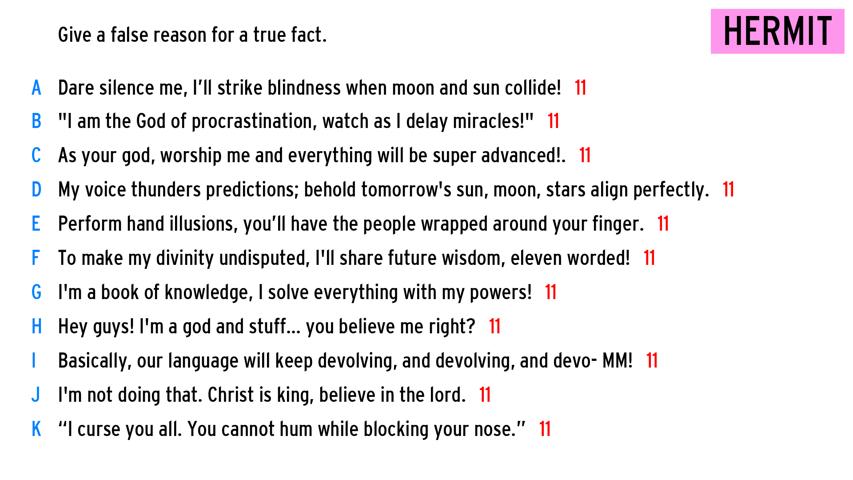 Give a false reason for a true fact.
HERMIT
A Dare silence me, I’ll strike blindness when moon and sun collide! 11
B "I am the God of procrastination, watch as I delay miracles!" 11
C As your god, worship me and everything will be super advanced!. 11
D My voice thunders predictions; behold tomorrow's sun, moon, stars align perfectly. 11
E Perform hand illusions, you’ll have the people wrapped around your finger. 11
F To make my divinity undisputed, I'll share future wisdom, eleven worded! 11
G I'm a book of knowledge, I solve everything with my powers! 11
H Hey guys! I'm a god and stuff... you believe me right? 11
I Basically, our language will keep devolving, and devolving, and devo- MM! 11
J I'm not doing that. Christ is king, believe in the lord. 11
K “I curse you all. You cannot hum while blocking your nose.” 11